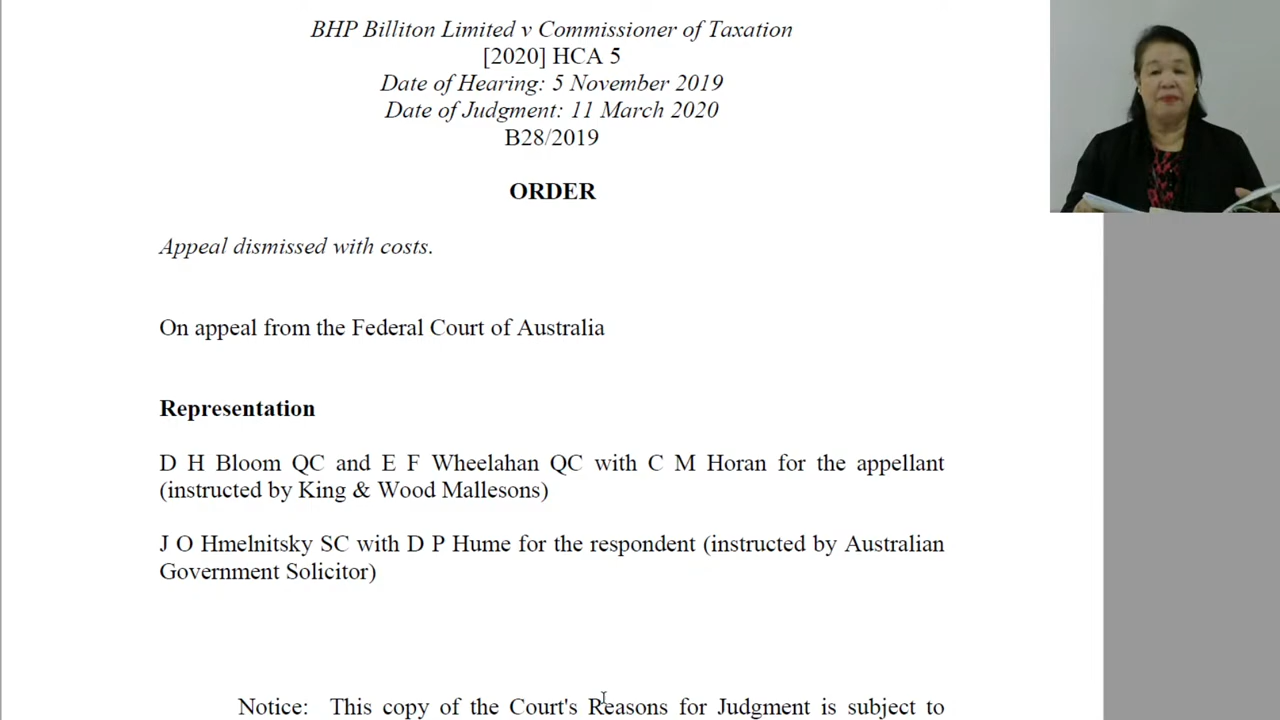 BHP Billiton Limited v Commissioner of Taxation
[2020] HCA 5
Date of Hearing: 5 November 2019
Date of Judgment: 11 March 2020
B28/2019
ORDER
Appeal dismissed with costs.
On appeal from the Federal Court of Australia
Representation
D H Bloom QC and E F Wheelahan QC with C M Horan for the appellant
(instructed by King & Wood Mallesons)
J O Hmelnitsky SC with D P Hume for the respondent (instructed by Australian
Government Solicitor)
Notice: This copy of the Court's Reasons for Judgment is subject to